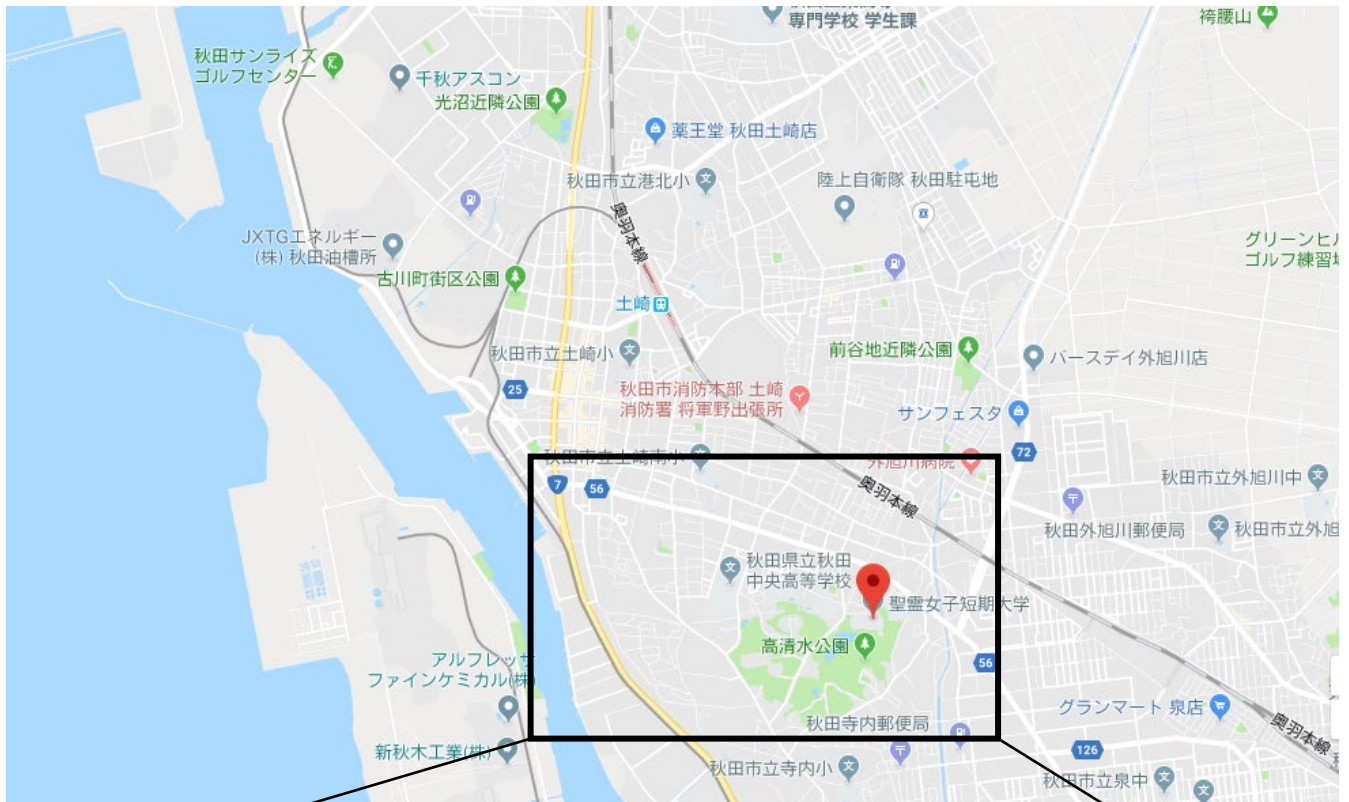 専門学校 学生課
袴腰山
秋田サンライズ
ゴルフセンター
千秋アスコン
光沼近隣公園
薬王堂 秋田土崎店
秋田市立港北小
陸上自衛隊 秋田駐屯地
奥羽本線
JXTGエネルギー
(株) 秋田油槽所
グリーンヒル
ゴルフ練習場
古川町街区公園
土崎
秋田市立土崎小
前谷地近隣公園
バースデイ外旭川店
25
秋田市消防本部 土崎
消防署 将軍野出張所
サンフェスタ
72
秋田市立土崎南小
外旭川病院
7
56
奥羽本線
秋田市立外旭川中
秋田外旭川郵便局
秋田市立外旭
秋田県立秋田
中央高等学校
聖霊女子短期大学
高清水公園
アルフレッサ
ファインケミカル(株)
56
秋田寺内郵便局
グランマート 泉店
奥羽本線
新秋木工業(株)
126
秋田市立寺内小
秋田市立泉中